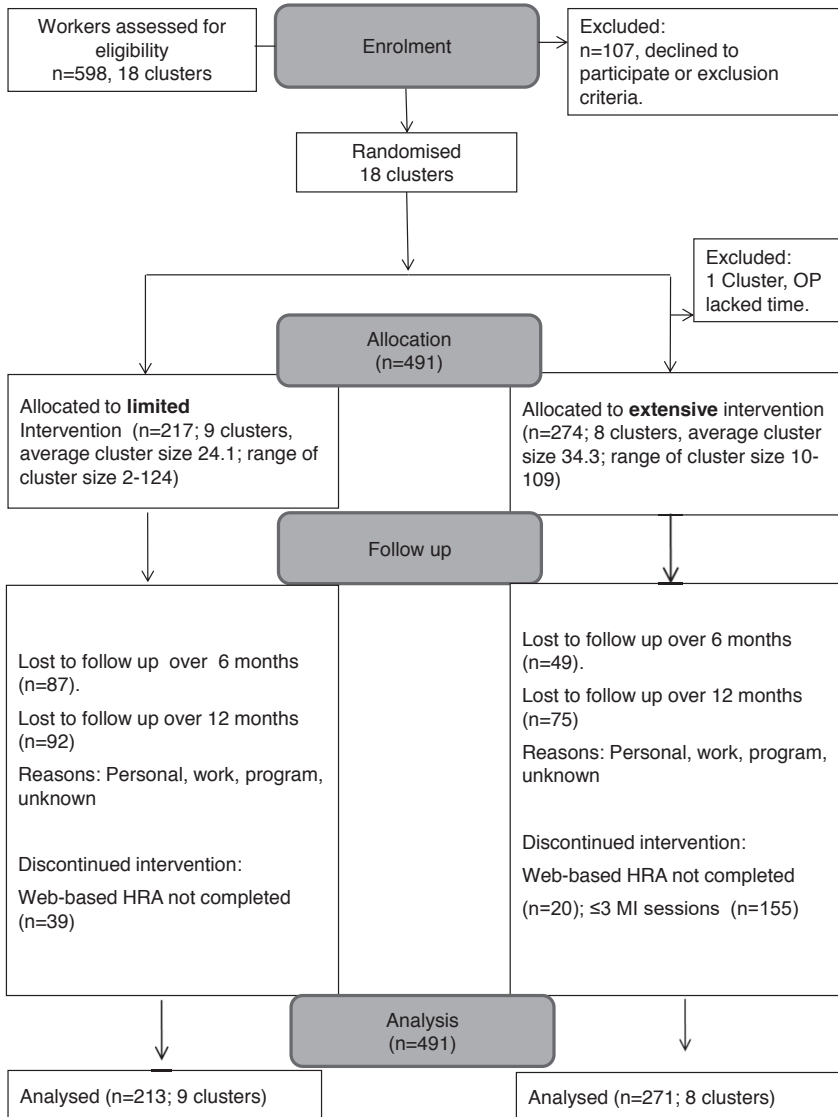 Workers assessed for
eligibility
n=598, 18 clusters
Enrolment
Excluded:
n=107, declined to
participate or exclusion
criteria.
Randomised
18 clusters
Excluded:
1 Cluster, OP
lacked time.
Allocation
(n=491)
Allocated to limited
Intervention (n=217; 9 clusters,
average cluster size 24.1; range of
cluster size 2-124)
Allocated to extensive intervention
(n=274; 8 clusters, average cluster
size 34.3; range of cluster size 10-
109)
Follow up
Lost to follow up over 6 months
(n=87).
Lost to follow up over 12 months
(n=92)
Reasons: Personal, work, program,
unknown
Discontinued intervention:
Web-based HRA not completed
(n=39)
Lost to follow up over 6 months
(n=49).
Lost to follow up over 12 months
(n=75)
Reasons: Personal, work, program,
unknown
Discontinued intervention:
Web-based HRA not completed
(n=20); ≤3 MI sessions (n=155)
Analysis
(n=491)
Analysed (n=213; 9 clusters)
Analysed (n=271; 8 clusters)